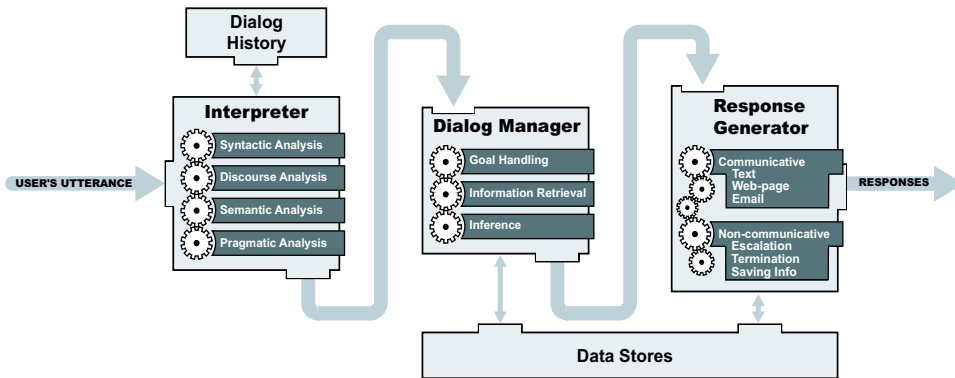 Dialog
History
Interpreter
Syntactic Analysis
Discourse Analysis
Semantic Analysis
Pragmatic Analysis
USER'S UTTERANCE
Dialog Manager
Goal Handling
Information Retrieval
Inference
Response
Generator
Communicative
Text
Web-page
Email
Non-communicative
Escalation
Termination
Saving Info
RESPONSES
Data Stores